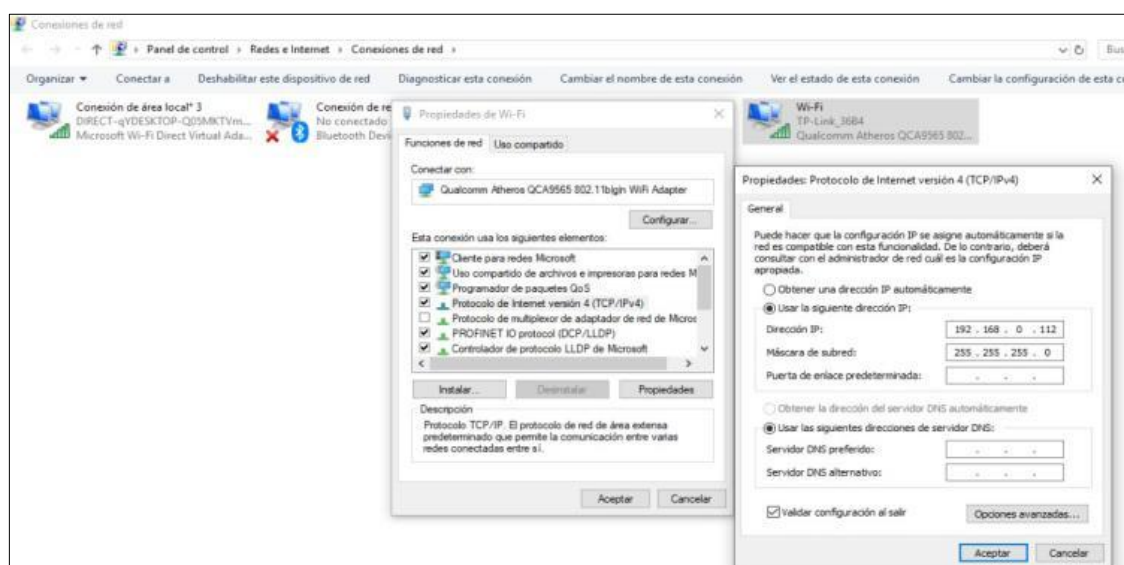 Conexiones de red
Panel de control › Redes e Internet › Conexiones de red ›
Organizar Conectar a Deshabilitar este dispositivo de red Diagnosticar esta conexión Cambiar el nombre de esta conexión Ver el estado de esta conexión Cambiar la configuración de esta
Conexión de área local* 3
DIRECT-qYDESKTOP-Q05MKTVm...
Microsoft Wi-Fi Direct Virtual Ada...
Conexión de re
No conectado
Bluetooth Devi
Wi-Fi
TP-Link_36B4
Qualcomm Atheros QCA9565 802...
Propiedades de Wi-Fi
Funciones de red Uso compartido
Conectar con:
Qualcomm Atheros QCA9565 802.11b|g|n WiFi Adapter
Configurar...
Esta conexión usa los siguientes elementos:
Cliente para redes Microsoft
Uso compartido de archivos e impresoras para redes M
Programador de paquetes QoS
Protocolo de Internet versión 4 (TCP/IPv4)
Protocolo de multiplexor de adaptador de red de Micros
PROFINET IO protocol (DCP/LLDP)
Controlador de protocolo LLDP de Microsoft
Instalar... Desinstalar Propiedades
Descripción
Protocolo TCP/IP. El protocolo de red de área extensa
predeterminado que permite la comunicación entre varias
redes conectadas entre sí.
Aceptar Cancelar
Propiedades: Protocolo de Internet versión 4 (TCP/IPv4)
General
Puede hacer que la configuración IP se asigne automáticamente si la
red es compatible con esta funcionalidad. De lo contrario, deberá
consultar con el administrador de red cuál es la configuración IP
apropiada.
Obtener una dirección IP automáticamente
Usar la siguiente dirección IP:
Dirección IP: 192 . 168 . 0 . 112
Máscara de subred: 255 . 255 . 255 . 0
Puerta de enlace predeterminada: . . .
Obtener la dirección del servidor DNS automáticamente
Usar las siguientes direcciones de servidor DNS:
Servidor DNS preferido: . . .
Servidor DNS alternativo: . . .
Validar configuración al salir Opciones avanzadas...
Aceptar Cancelar